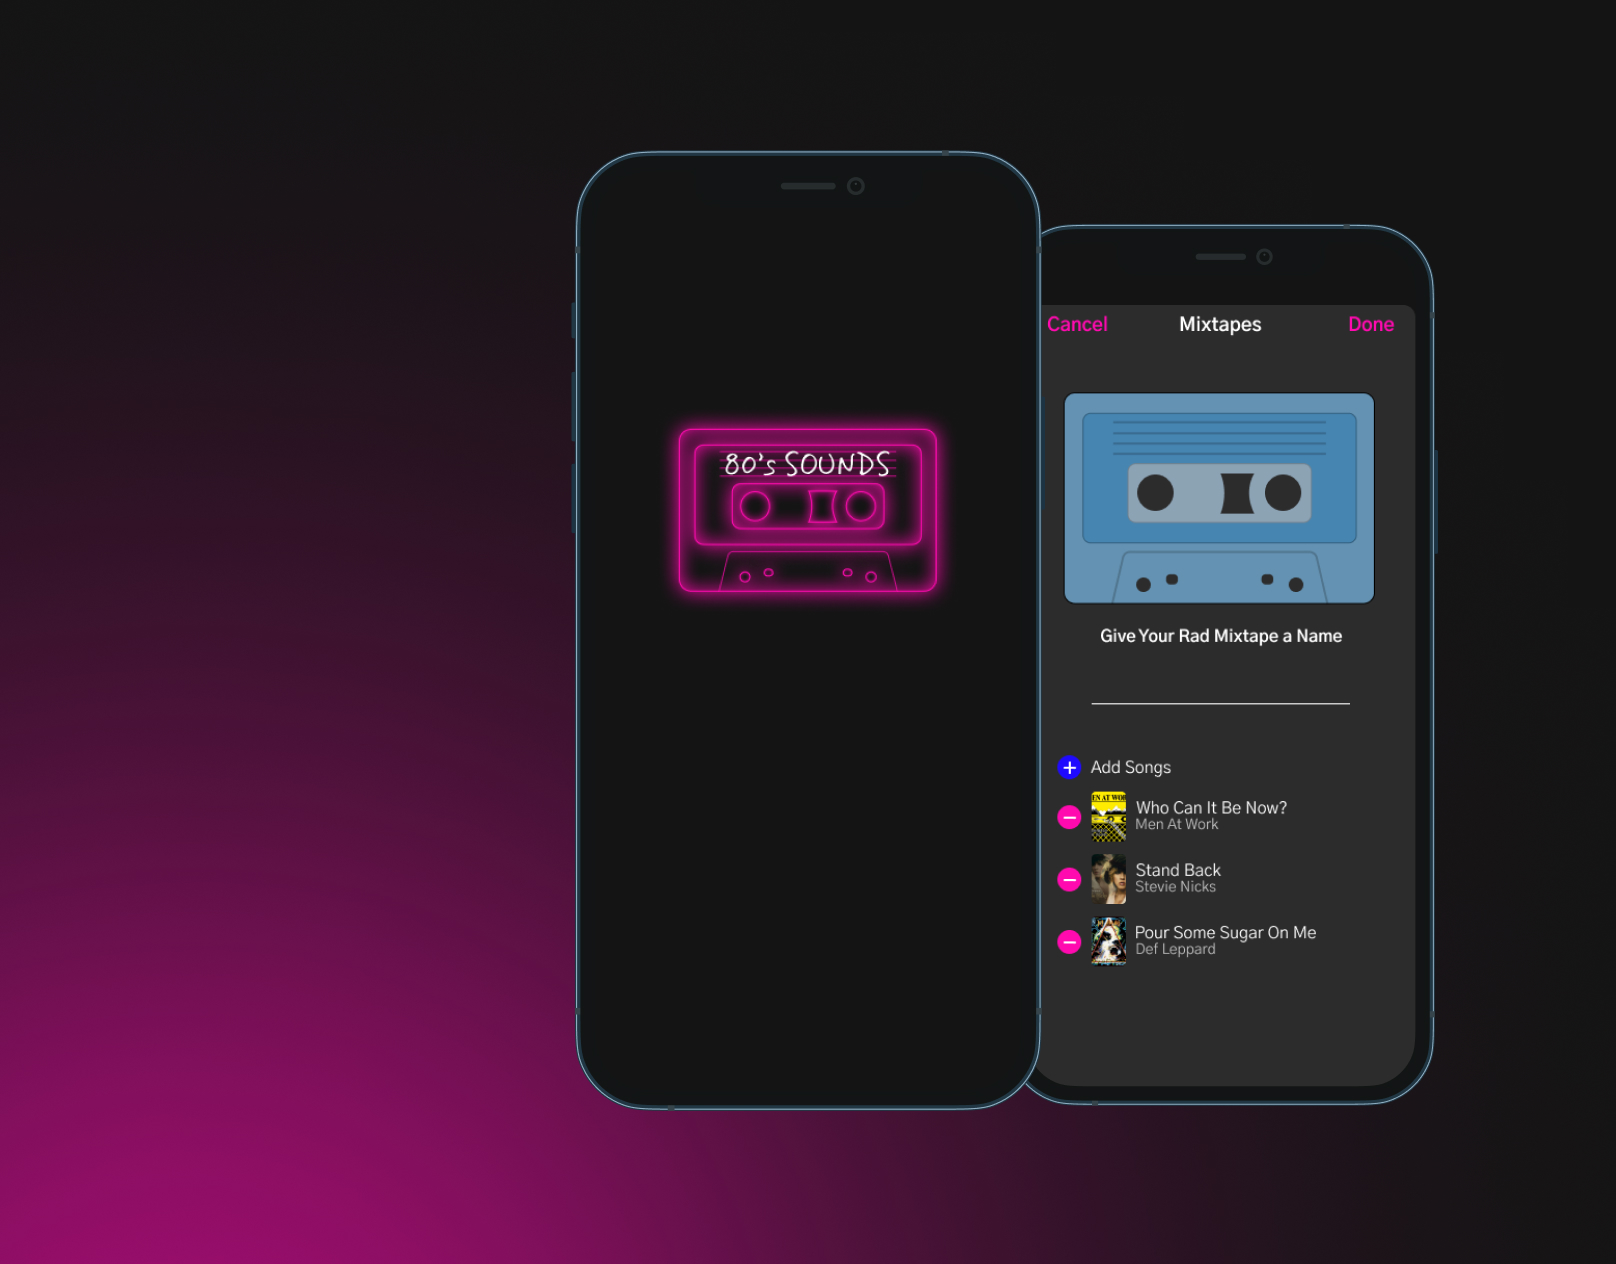 80's SOUNDS
Cancel
Mixtapes
Done
Give Your Rad Mixtape a Name
Add Songs
Who Can It Be Now?
Men At Work
Stand Back
Stevie Nicks
Pour Some Sugar On Me
Def Leppard